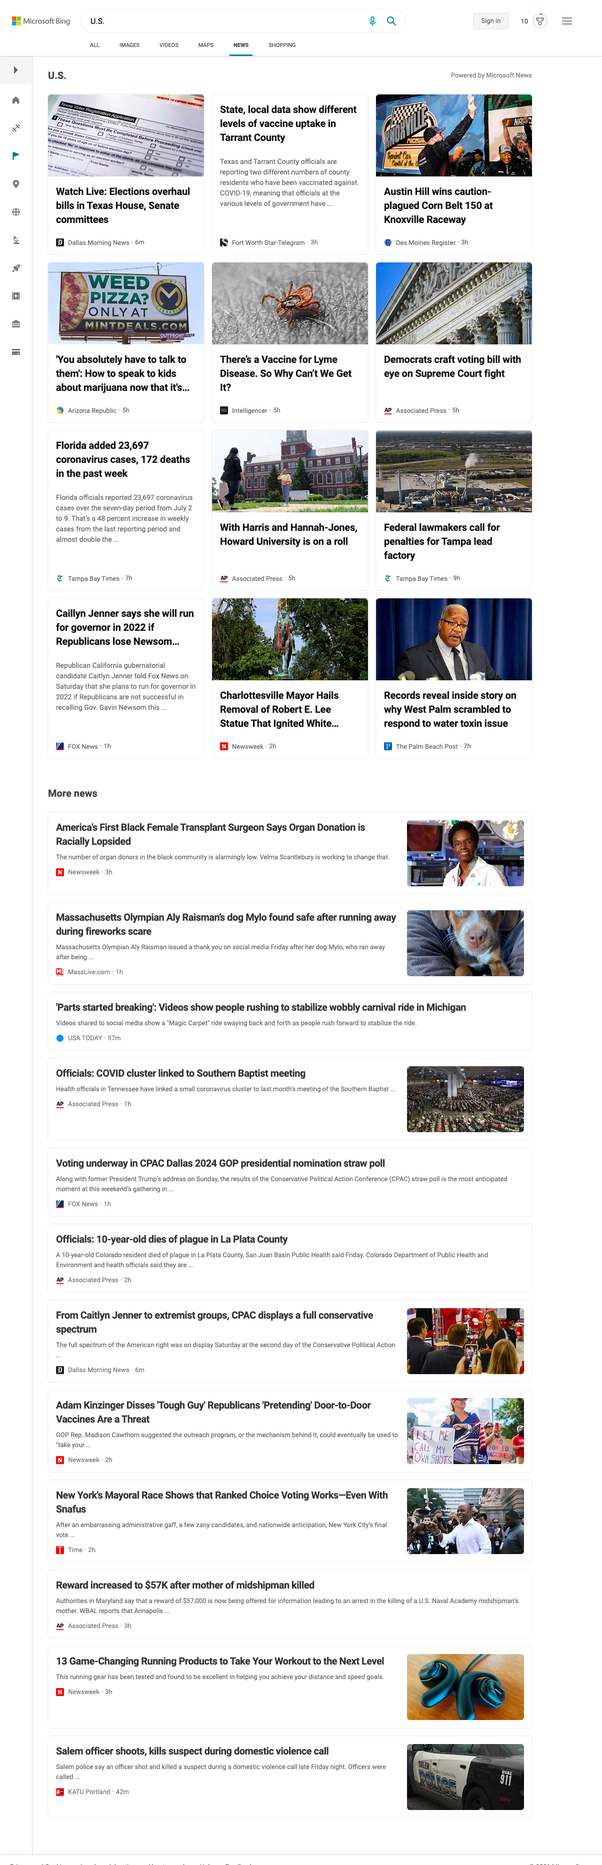 Microsoft Bing
U.S.
Sign in
10
ALL
IMAGES
VIDEOS
MAPS
NEWS
SHOPPING
U.S.
Powered by Microsoft News
Watch Live: Elections overhaul
bills in Texas House, Senate
committees
Dallas Morning News · 6m
State, local data show different
levels of vaccine uptake in
Tarrant County
Texas and Tarrant County officials are
reporting two different numbers of county
residents who have been vaccinated against
COVID-19, meaning that officials at the
various levels of government have ...
Fort Worth Star-Telegram · 3h
Austin Hill wins caution-
plagued Corn Belt 150 at
Knoxville Raceway
Des Moines Register · 3h
WEED
PIZZA?
ONLY AT
MINTDEALS.COM
'You absolutely have to talk to
them': How to speak to kids
about marijuana now that it's...
Arizona Republic · 5h
There's a Vaccine for Lyme
Disease. So Why Can't We Get
It?
Intelligencer · 5h
Democrats craft voting bill with
eye on Supreme Court fight
AP Associated Press · 5h
Florida added 23,697
coronavirus cases, 172 deaths
in the past week
Florida officials reported 23,697 coronavirus
cases over the seven-day period from July 2
to 9. That's a 48 percent increase in weekly
cases from the last reporting period and
almost double the ...
Tampa Bay Times · 7h
With Harris and Hannah-Jones,
Howard University is on a roll
AP Associated Press · 5h
Federal lawmakers call for
penalties for Tampa lead
factory
Tampa Bay Times · 9h
Caillyn Jenner says she will run
for governor in 2022 if
Republicans lose Newsom...
Republican California gubernatorial
candidate Caitlyn Jenner told Fox News on
Saturday that she plans to run for governor in
2022 if Republicans are not successful in
recalling Gov. Gavin Newsom this ...
FOX News · 1h
Charlottesville Mayor Hails
Removal of Robert E. Lee
Statue That Ignited White...
N Newsweek · 2h
Records reveal inside story on
why West Palm scrambled to
respond to water toxin issue
The Palm Beach Post · 7h
More news
America's First Black Female Transplant Surgeon Says Organ Donation is
Racially Lopsided
The number of organ donors in the black community is alarmingly low. Velma Scantlebury is working to change that.
N Newsweek · 3h
Massachusetts Olympian Aly Raisman's dog Mylo found safe after running away
during fireworks scare
Massachusetts Olympian Aly Raisman issued a thank you on social media Friday after her dog Mylo, who ran away
after being ...
MassLive.com · 1h
'Parts started breaking': Videos show people rushing to stabilize wobbly carnival ride in Michigan
Videos shared to social media show a "Magic Carpet" ride swaying back and forth as people rush forward to stabilize the ride.
USA TODAY · 57m
Officials: COVID cluster linked to Southern Baptist meeting
Health officials in Tennessee have linked a small coronavirus cluster to last month's meeting of the Southern Baptist ...
AP Associated Press · 1h
Voting underway in CPAC Dallas 2024 GOP presidential nomination straw poll
Along with former President Trump's address on Sunday, the results of the Conservative Political Action Conference (CPAC) straw poll is the most anticipated
moment at this weekend's gathering in ...
FOX News · 1h
Officials: 10-year-old dies of plague in La Plata County
A 10-year-old Colorado resident died of plague in La Plata County, San Juan Basin Public Health said Friday. Colorado Department of Public Health and
Environment and health officials said they are ...
AP Associated Press · 2h
From Caitlyn Jenner to extremist groups, CPAC displays a full conservative
spectrum
The full spectrum of the American right was on display Saturday at the second day of the Conservative Political Action
...
Dallas Morning News · 6m
Adam Kinzinger Disses 'Tough Guy' Republicans 'Pretending' Door-to-Door
Vaccines Are a Threat
GOP Rep. Madison Cawthorn suggested the outreach program, or the mechanism behind it, could eventually be used to
"take your ...
N Newsweek · 2h
LET ME
CALL MY
OWN SHOTS
New York's Mayoral Race Shows that Ranked Choice Voting Works—Even With
Snafus
After an embarrassing administrative gaff, a few zany candidates, and nationwide anticipation, New York City's final
vote ...
Time · 2h
Reward increased to $57K after mother of midshipman killed
Authorities in Maryland say that a reward of $57,000 is now being offered for information leading to an arrest in the killing of a U.S. Naval Academy midshipman's
mother. WBAL reports that Annapolis ...
AP Associated Press · 3h
13 Game-Changing Running Products to Take Your Workout to the Next Level
This running gear has been tested and found to be excellent in helping you achieve your distance and speed goals.
N Newsweek · 3h
Salem officer shoots, kills suspect during domestic violence call
Salem police say an officer shot and killed a suspect during a domestic violence call late Friday night. Officers were
called ...
KATU Portland · 42m
911